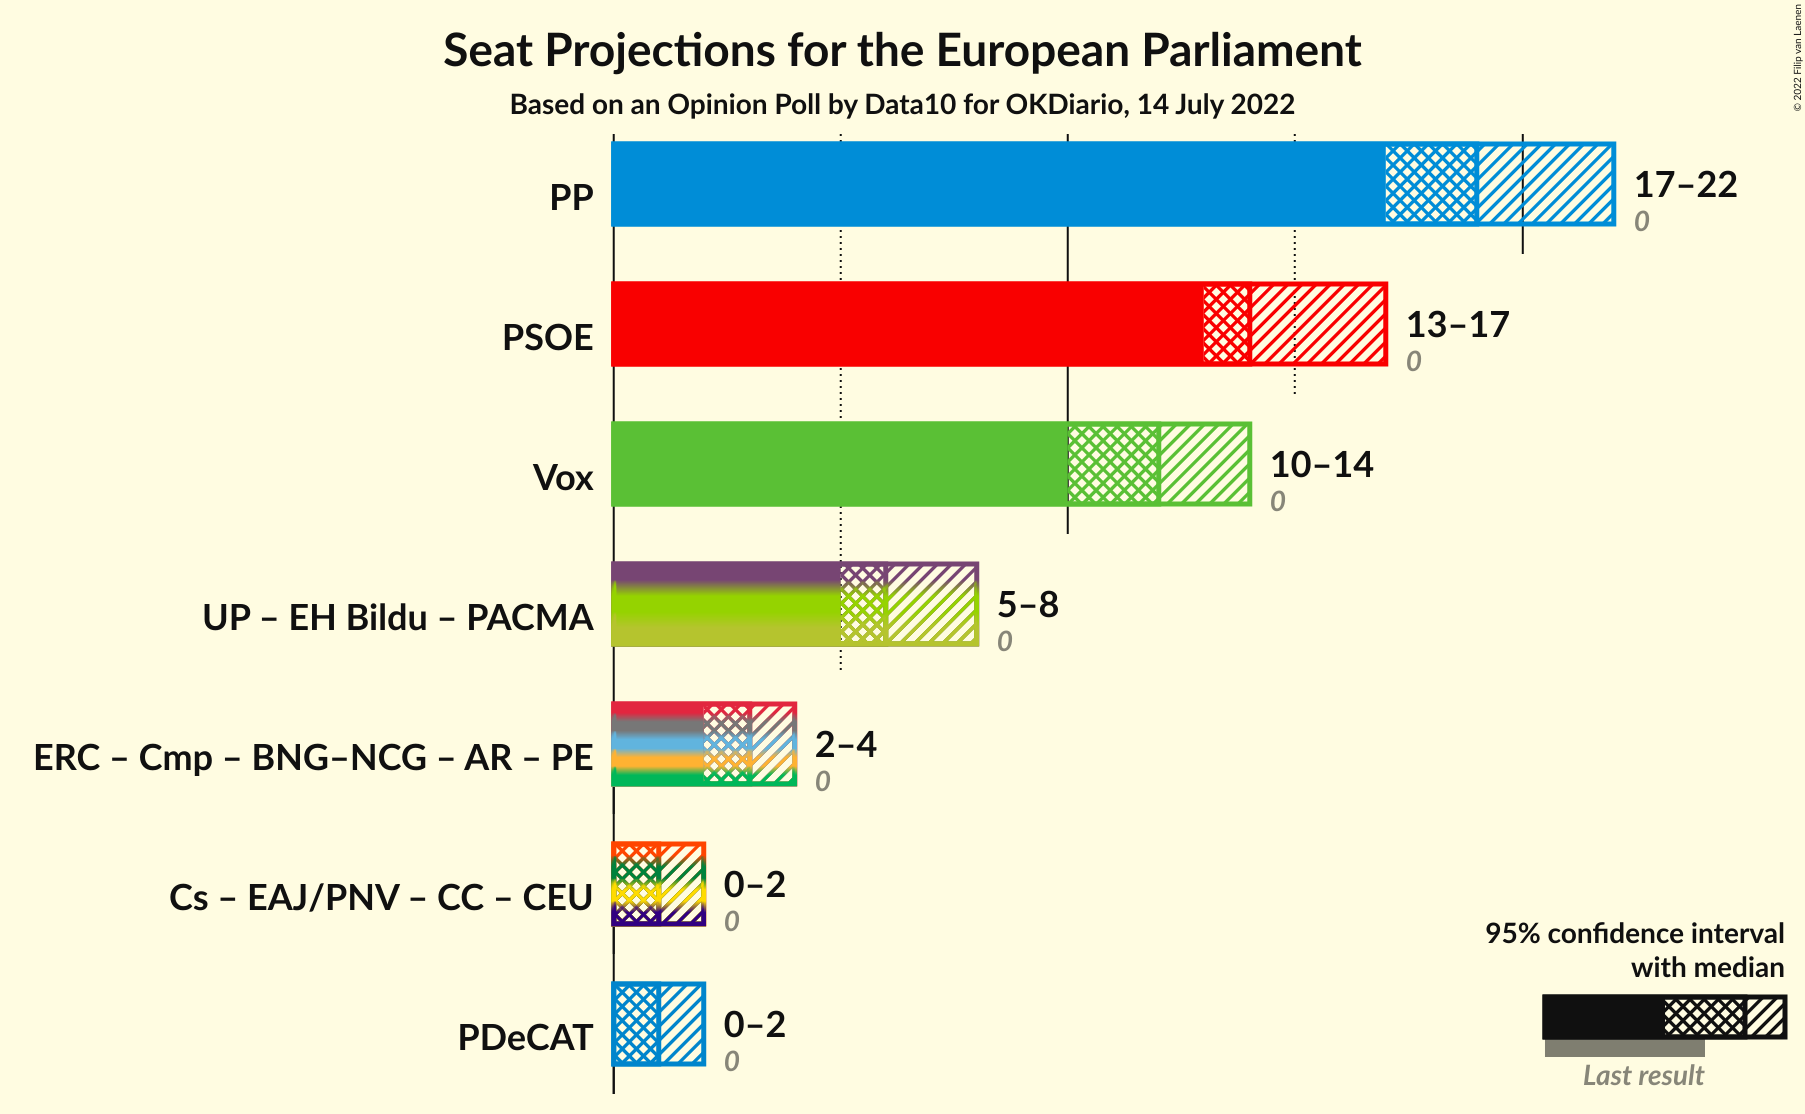 Seat Projections for the European Parliament
Based on an Opinion Poll by Data10 for OKDiario, 14 July 2022
© 2022 Filip van Laenen
PP
17–22
0
PSOE
13–17
0
Vox
10–14
0
UP – EH Bildu – PACMA
5–8
0
ERC – Cmp – BNG–NCG – AR – PE
2–4
0
Cs – EAJ/PNV – CC – CEU
0–2
0
PDeCAT
0–2
0
95% confidence interval
with median
Last result